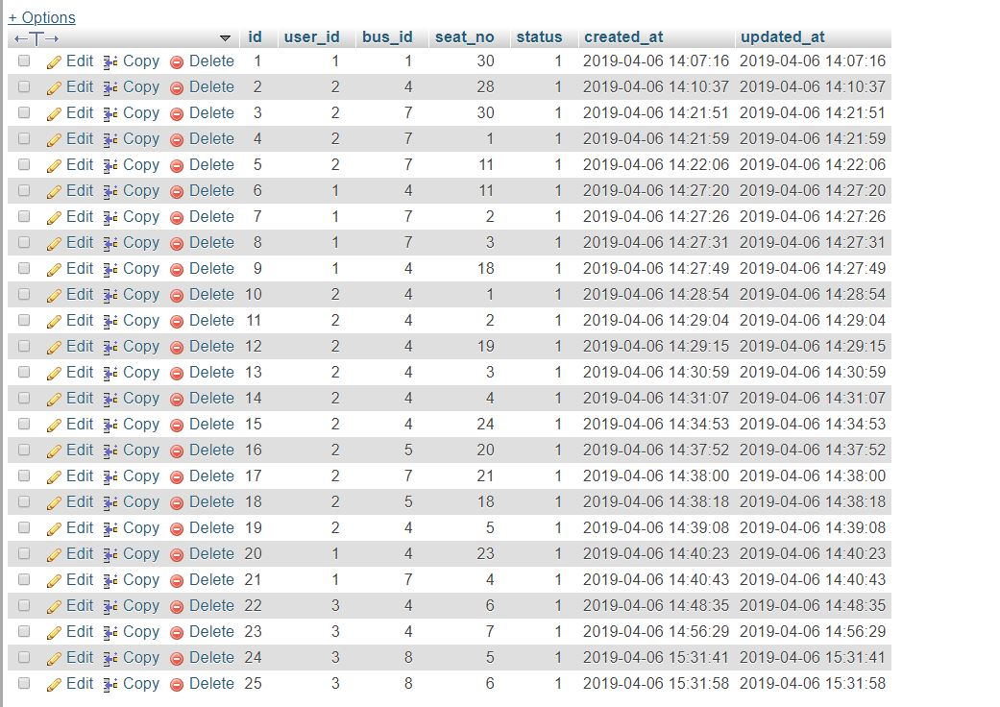 + Options
←T→ id user_id bus_id seat_no status created_at updated_at
Edit Copy Delete 1 1 1 30 1 2019-04-06 14:07:16 2019-04-06 14:07:16
Edit Copy Delete 2 2 4 28 1 2019-04-06 14:10:37 2019-04-06 14:10:37
Edit Copy Delete 3 2 7 30 1 2019-04-06 14:21:51 2019-04-06 14:21:51
Edit Copy Delete 4 2 7 1 1 2019-04-06 14:21:59 2019-04-06 14:21:59
Edit Copy Delete 5 2 7 11 1 2019-04-06 14:22:06 2019-04-06 14:22:06
Edit Copy Delete 6 1 4 11 1 2019-04-06 14:27:20 2019-04-06 14:27:20
Edit Copy Delete 7 1 7 2 1 2019-04-06 14:27:26 2019-04-06 14:27:26
Edit Copy Delete 8 1 7 3 1 2019-04-06 14:27:31 2019-04-06 14:27:31
Edit Copy Delete 9 1 4 18 1 2019-04-06 14:27:49 2019-04-06 14:27:49
Edit Copy Delete 10 2 4 1 1 2019-04-06 14:28:54 2019-04-06 14:28:54
Edit Copy Delete 11 2 4 2 1 2019-04-06 14:29:04 2019-04-06 14:29:04
Edit Copy Delete 12 2 4 19 1 2019-04-06 14:29:15 2019-04-06 14:29:15
Edit Copy Delete 13 2 4 3 1 2019-04-06 14:30:59 2019-04-06 14:30:59
Edit Copy Delete 14 2 4 4 1 2019-04-06 14:31:07 2019-04-06 14:31:07
Edit Copy Delete 15 2 4 24 1 2019-04-06 14:34:53 2019-04-06 14:34:53
Edit Copy Delete 16 2 5 20 1 2019-04-06 14:37:52 2019-04-06 14:37:52
Edit Copy Delete 17 2 7 21 1 2019-04-06 14:38:00 2019-04-06 14:38:00
Edit Copy Delete 18 2 5 18 1 2019-04-06 14:38:18 2019-04-06 14:38:18
Edit Copy Delete 19 2 4 5 1 2019-04-06 14:39:08 2019-04-06 14:39:08
Edit Copy Delete 20 1 4 23 1 2019-04-06 14:40:23 2019-04-06 14:40:23
Edit Copy Delete 21 1 7 4 1 2019-04-06 14:40:43 2019-04-06 14:40:43
Edit Copy Delete 22 3 4 6 1 2019-04-06 14:48:35 2019-04-06 14:48:35
Edit Copy Delete 23 3 4 7 1 2019-04-06 14:56:29 2019-04-06 14:56:29
Edit Copy Delete 24 3 8 5 1 2019-04-06 15:31:41 2019-04-06 15:31:41
Edit Copy Delete 25 3 8 6 1 2019-04-06 15:31:58 2019-04-06 15:31:58